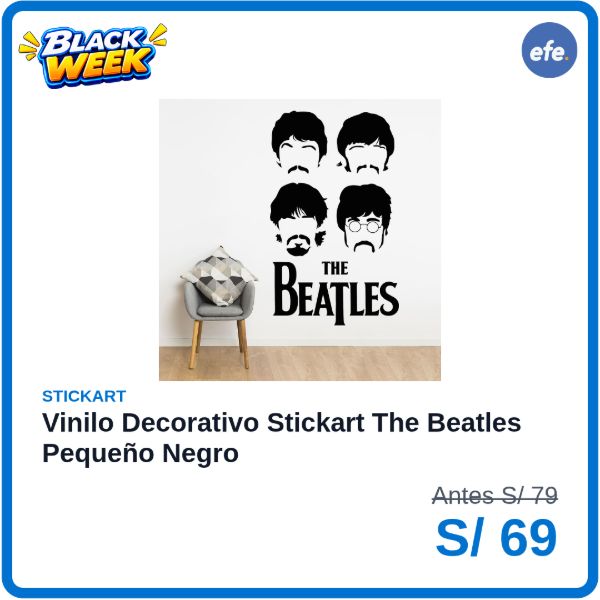 BLACK
WEEK
efe.
THE
BEATLES
STICKART
Vinilo Decorativo Stickart The Beatles
Pequeño Negro
Antes S/ 79
S/ 69